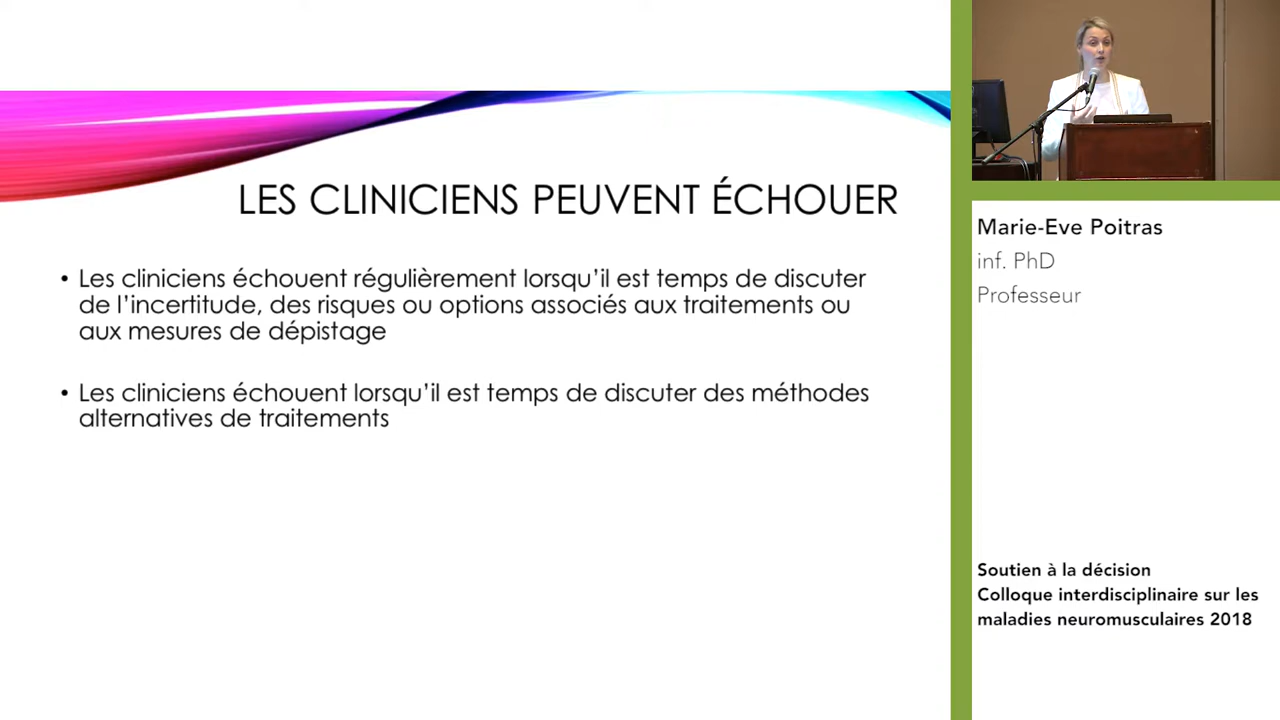 LES CLINICIENS PEUVENT ÉCHOUER
• Les cliniciens échouent régulièrement lorsqu’il est temps de discuter
de l’incertitude, des risques ou options associés aux traitements ou
aux mesures de dépistage
• Les cliniciens échouent lorsqu’il est temps de discuter des méthodes
alternatives de traitements
Marie-Eve Poitras
inf. PhD
Professeur
Soutien à la décision
Colloque interdisciplinaire sur les
maladies neuromusculaires 2018